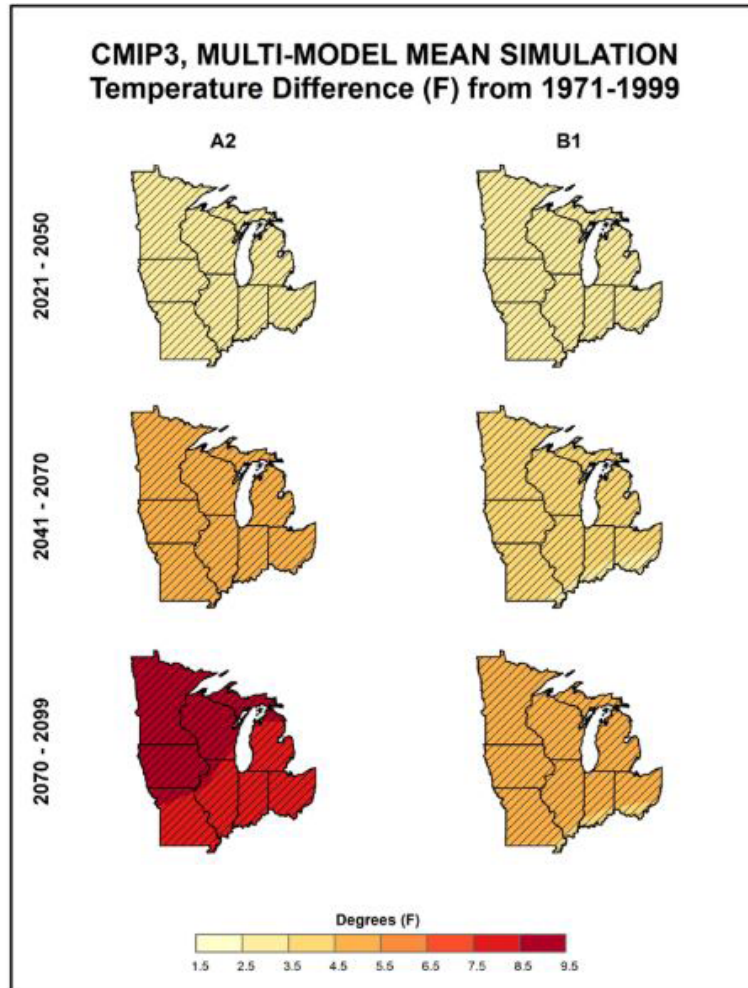 CMIP3, MULTI-MODEL MEAN SIMULATION
Temperature Difference (F) from 1971-1999
A2
B1
2021 - 2050
2041 - 2070
2070 - 2099
Degrees (F)
1.5 2.5 3.5 4.5 5.5 6.5 7.5 8.5 9.5